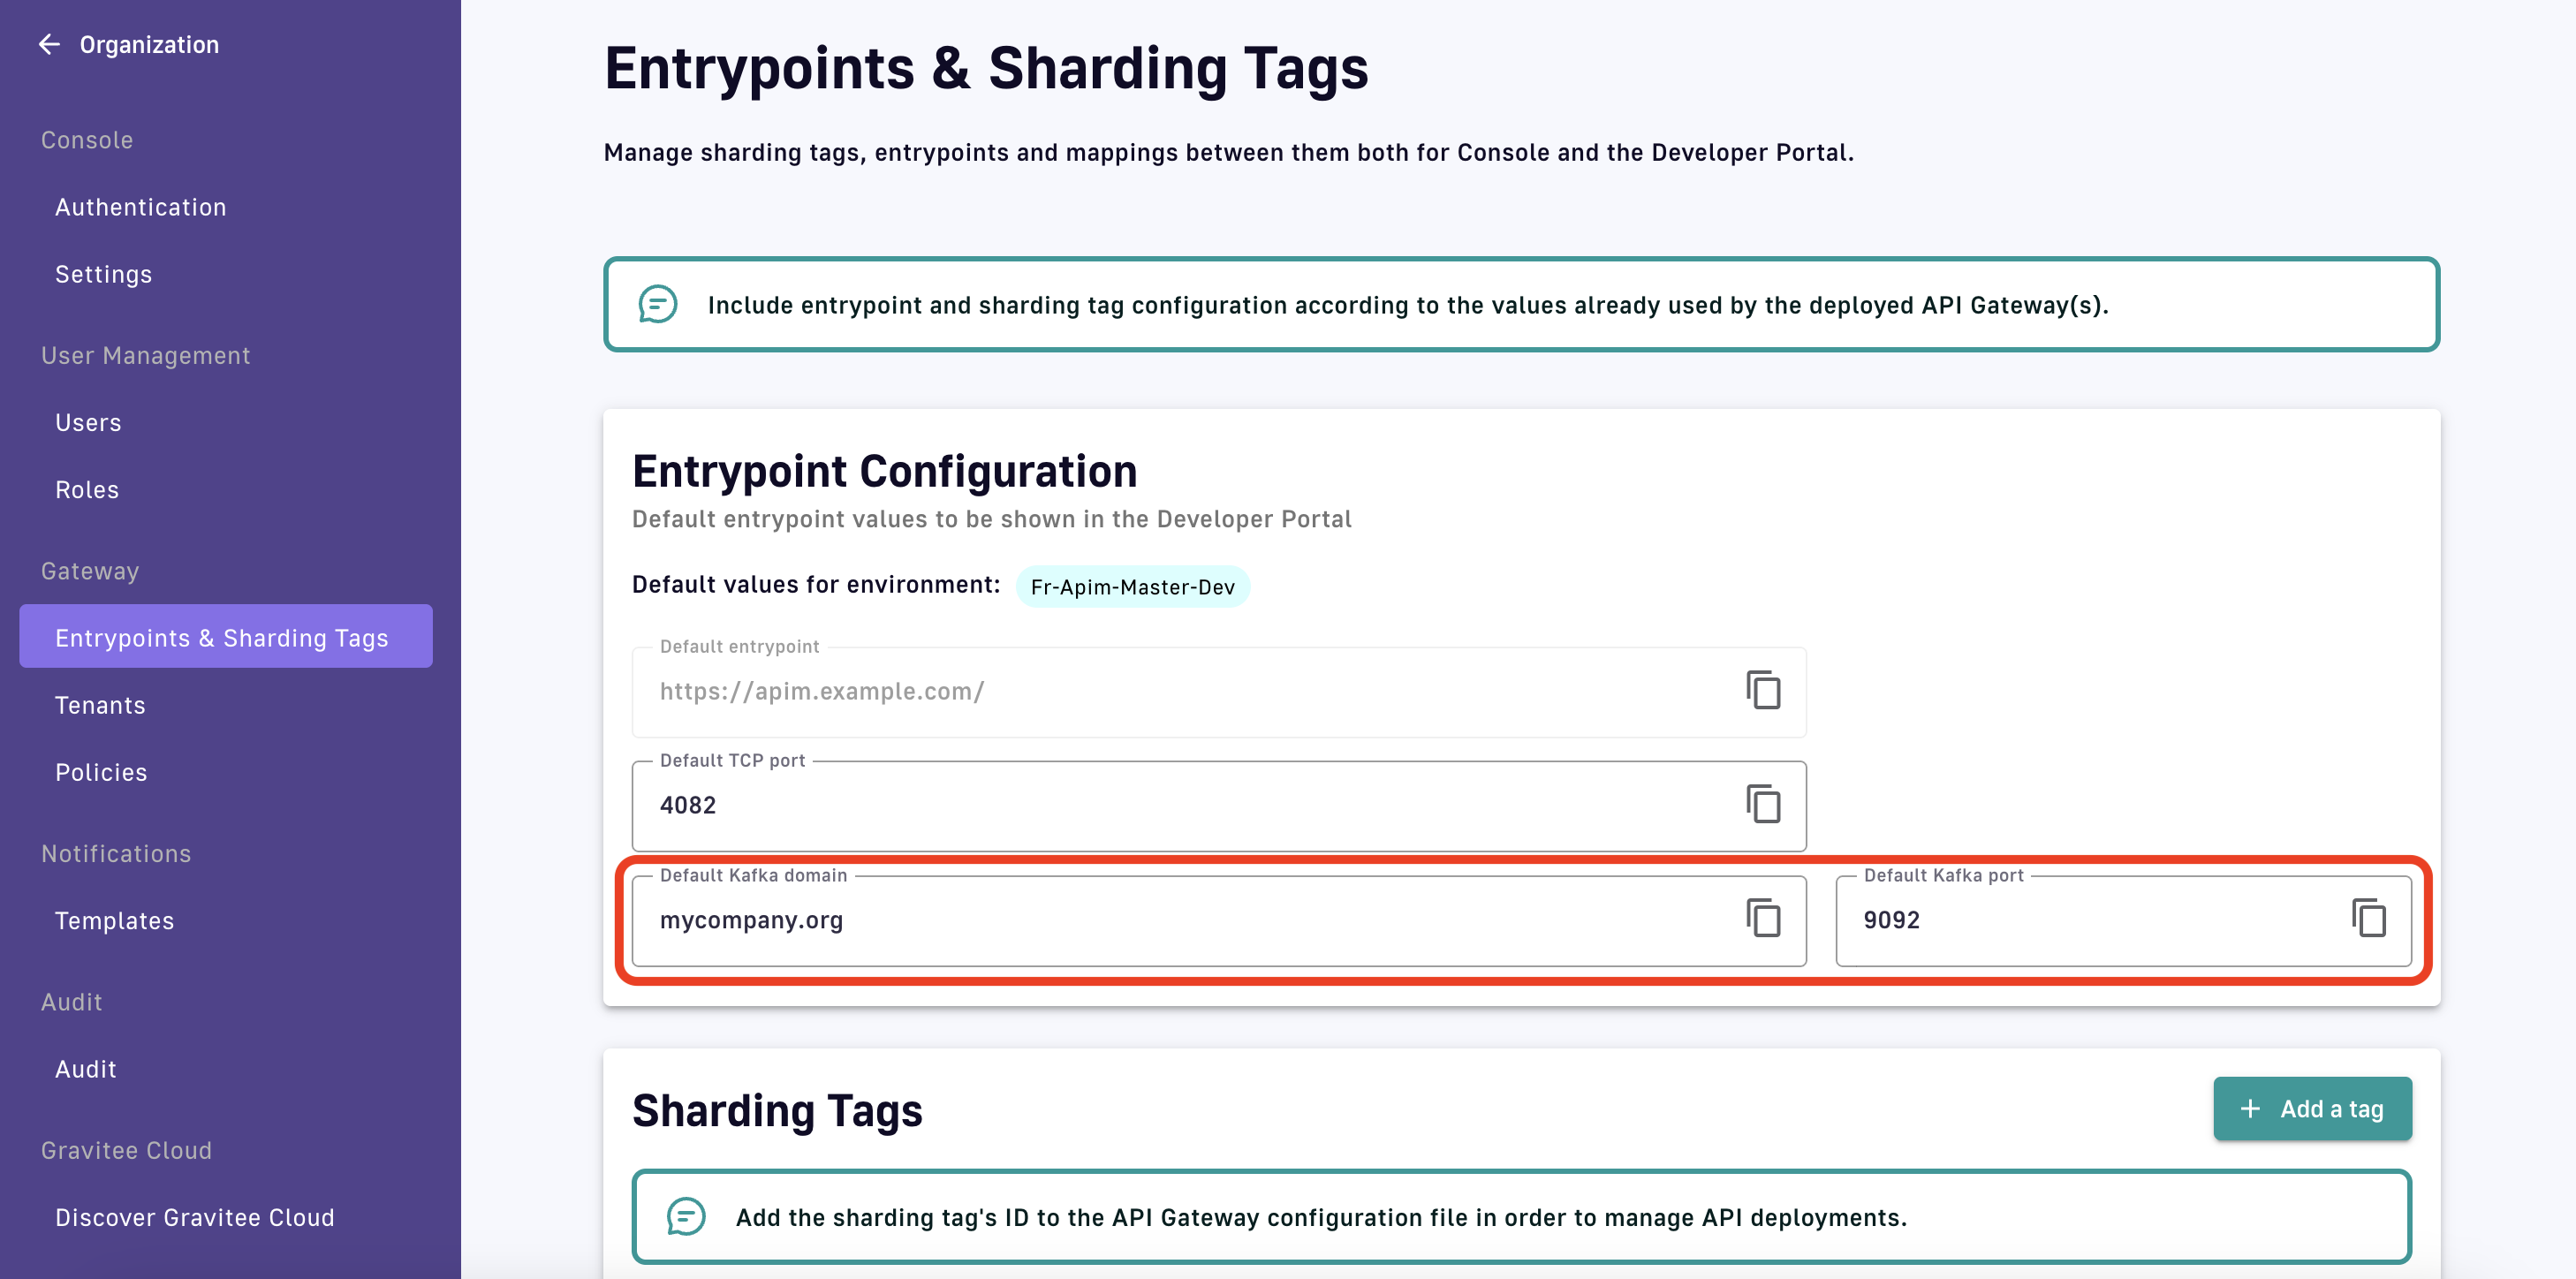 Organization
Console
Authentication
Settings
User Management
Users
Roles
Gateway
Entrypoints & Sharding Tags
Tenants
Policies
Notifications
Templates
Audit
Audit
Gravitee Cloud
Discover Gravitee Cloud
Entrypoints & Sharding Tags
Manage sharding tags, entrypoints and mappings between them both for Console and the Developer Portal.
Include entrypoint and sharding tag configuration according to the values already used by the deployed API Gateway(s).
Entrypoint Configuration
Default entrypoint values to be shown in the Developer Portal
Default values for environment: Fr-Apim-Master-Dev
Default entrypoint
https://apim.example.com/
Default TCP port
4082
Default Kafka domain
mycompany.org
Default Kafka port
9092
Sharding Tags
+ Add a tag
Add the sharding tag's ID to the API Gateway configuration file in order to manage API deployments.